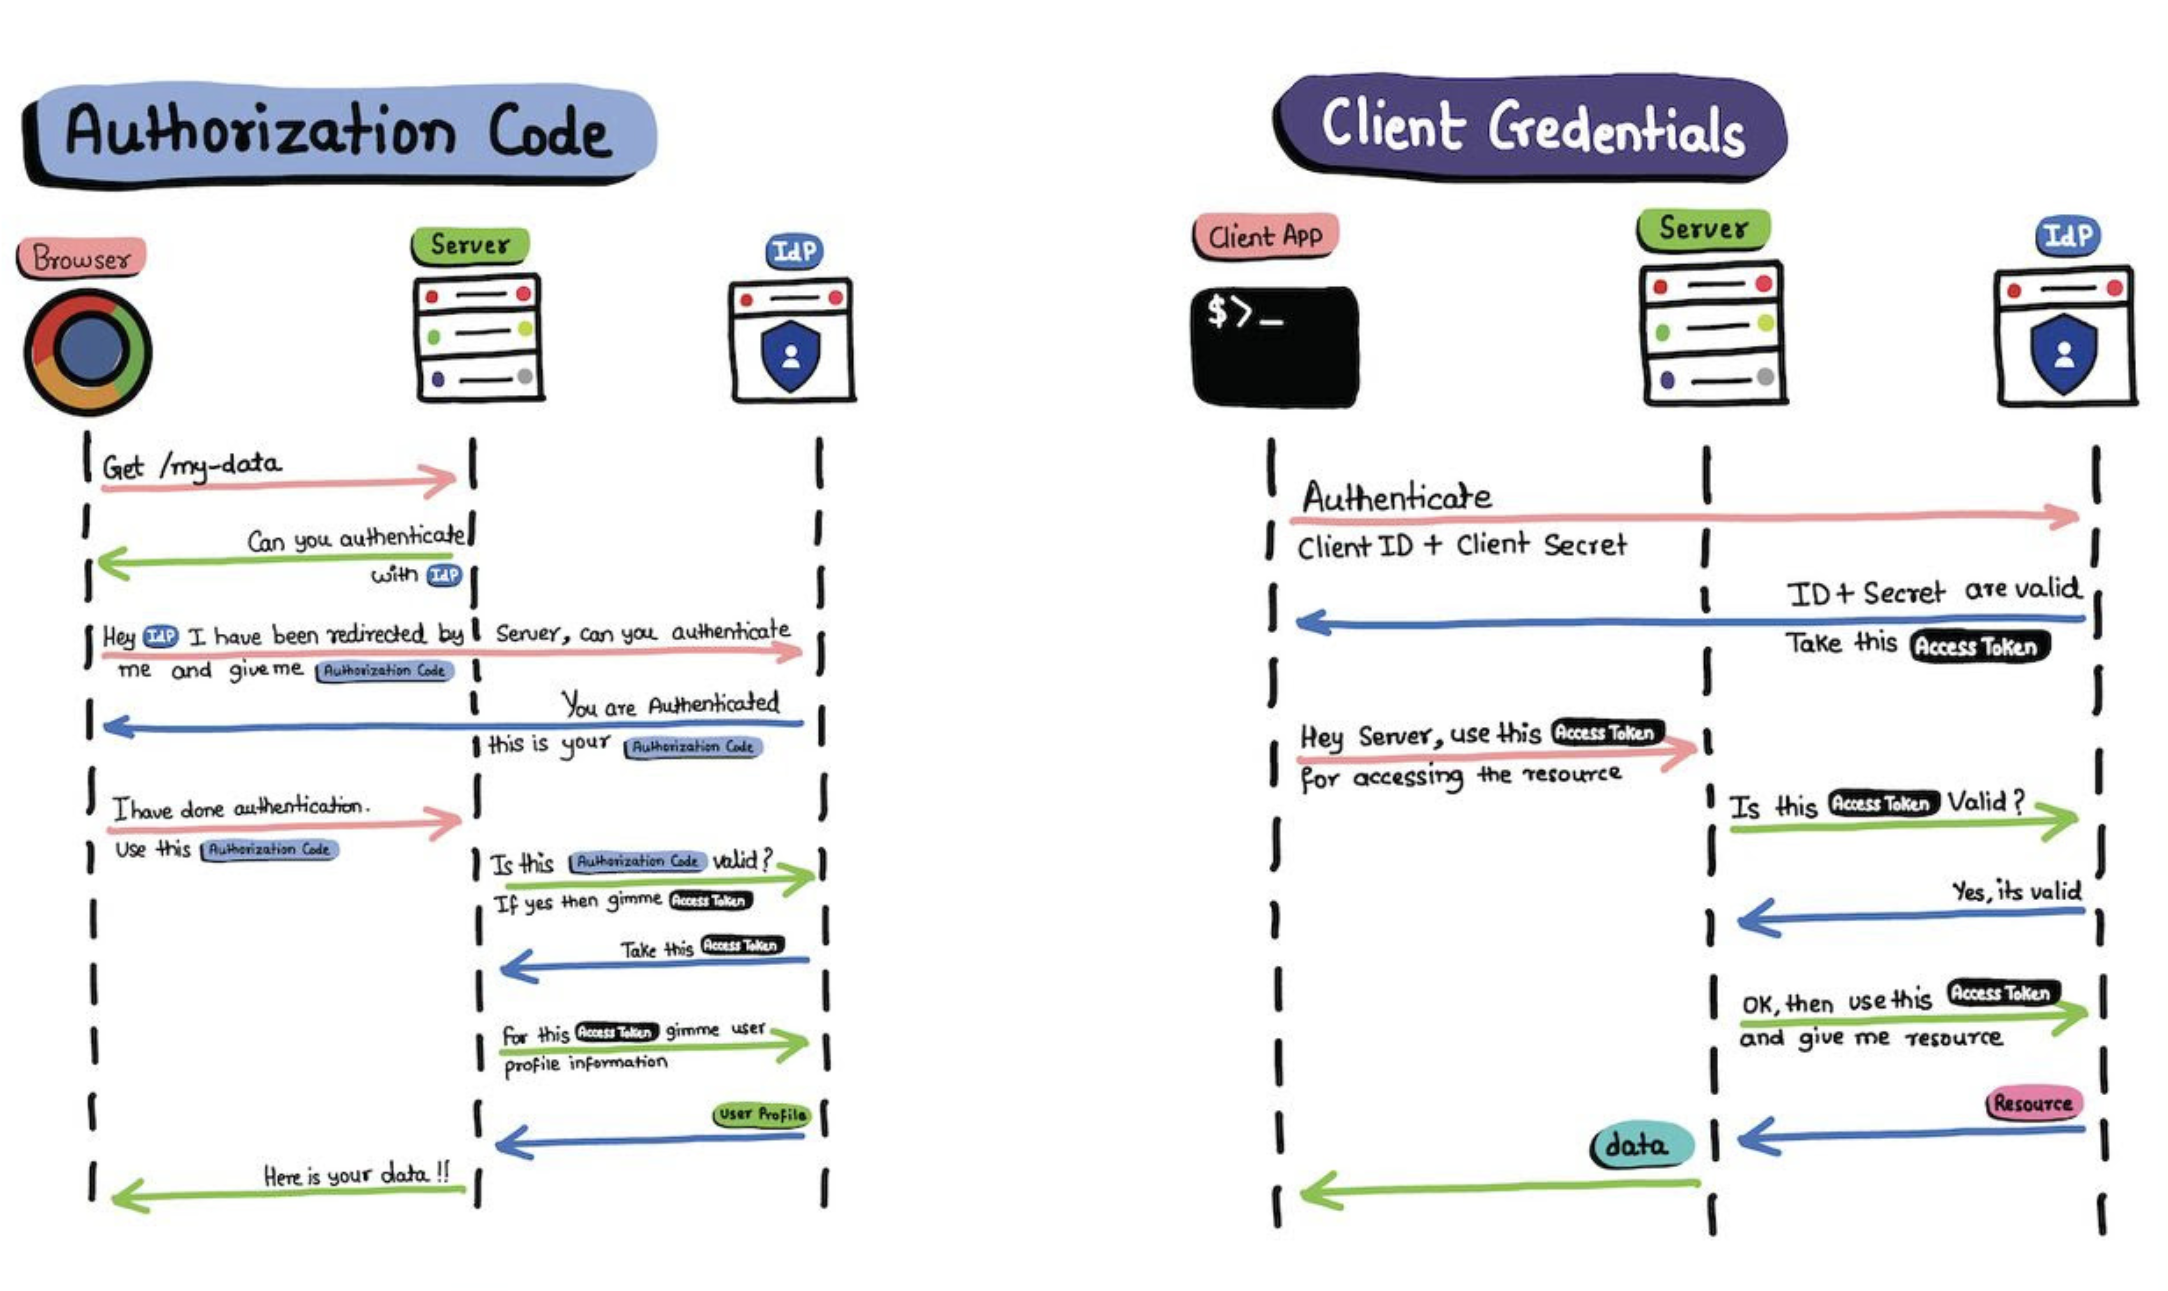 Authorization Code
Browser
Server
IdP
Get /my-data
Can you authenticate
with IdP
Hey IdP I have been redirected by Server, can you authenticate
me and give me Authorization Code
You are Authenticated
this is your Authorization Code
I have done authentication.
Use this Authorization Code
Is this Authorization Code valid?
If yes then gimme Access Token
Take this Access Token
For this Access Token gimme user
profile information
User Profile
Here is your data !!
Client Credentials
Client App
Server
IdP
$>_
Authenticate
Client ID + Client Secret
ID + Secret are valid
Take this Access Token
Hey Server, use this Access Token
for accessing the resource
Is this Access Token Valid?
Yes, its valid
OK, then use this Access Token
and give me resource
Resource
data